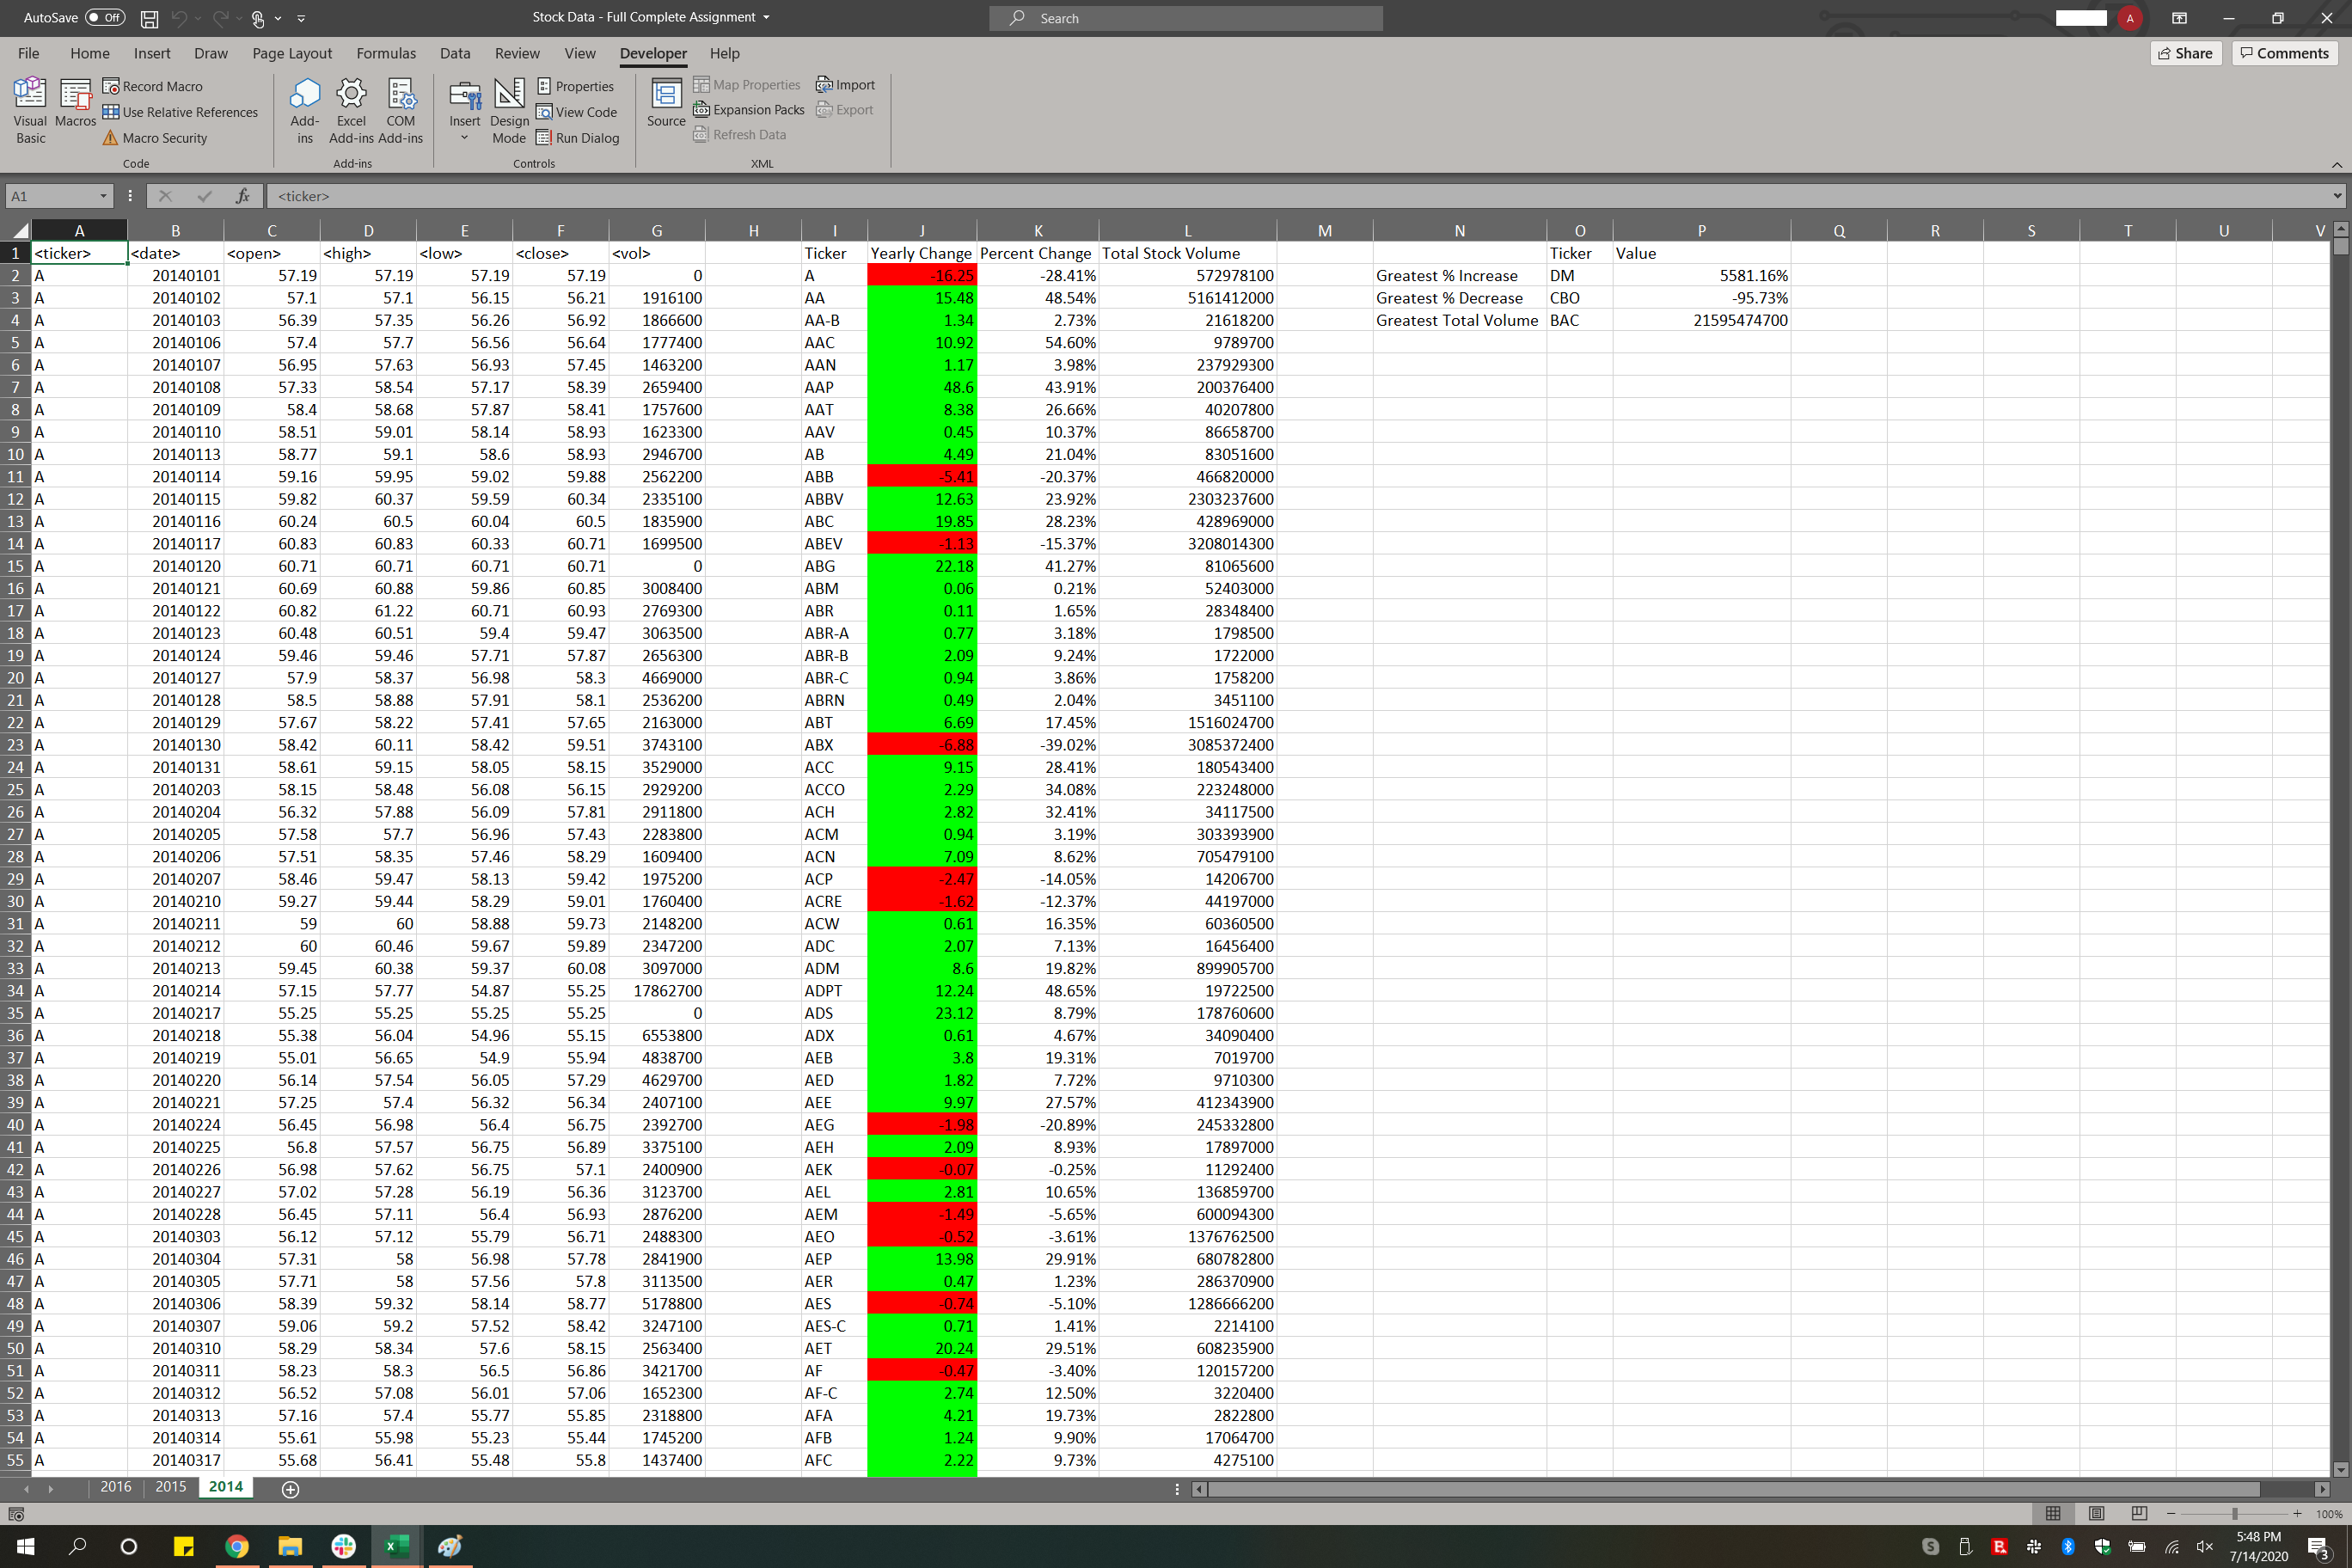 AutoSave Off Stock Data - Full Complete Assignment Search A
File Home Insert Draw Page Layout Formulas Data Review View Developer Help Share Comments
Visual Basic Macros Record Macro Use Relative References Macro Security Add-ins Excel Add-ins COM Add-ins Insert Design Mode Properties View Code Run Dialog Source Map Properties Expansion Packs Refresh Data Import Export
Code Add-ins Controls XML
A1 fx <ticker>
A B C D E F G H I J K L M N O P Q R S T U V
1 <ticker> <date> <open> <high> <low> <close> <vol> Ticker Yearly Change Percent Change Total Stock Volume Ticker Value
2 A 20140101 57.19 57.19 57.19 57.19 0 A -16.25 -28.41% 572978100 Greatest % Increase DM 5581.16%
3 A 20140102 57.1 57.1 56.15 56.21 1916100 AA 15.48 48.54% 5161412000 Greatest % Decrease CBO -95.73%
4 A 20140103 56.39 57.35 56.26 56.92 1866600 AA-B 1.34 2.73% 21618200 Greatest Total Volume BAC 21595474700
5 A 20140106 57.4 57.7 56.56 56.64 1777400 AAC 10.92 54.60% 9789700
6 A 20140107 56.95 57.63 56.93 57.45 1463200 AAN 1.17 3.98% 237929300
7 A 20140108 57.33 58.54 57.17 58.39 2659400 AAP 48.6 43.91% 200376400
8 A 20140109 58.4 58.68 57.87 58.41 1757600 AAT 8.38 26.66% 40207800
9 A 20140110 58.51 59.01 58.14 58.93 1623300 AAV 0.45 10.37% 86658700
10 A 20140113 58.77 59.1 58.6 58.93 2946700 AB 4.49 21.04% 83051600
11 A 20140114 59.16 59.95 59.02 59.88 2562200 ABB -5.41 -20.37% 466820000
12 A 20140115 59.82 60.37 59.59 60.34 2335100 ABBV 12.63 23.92% 2303237600
13 A 20140116 60.24 60.5 60.04 60.5 1835900 ABC 19.85 28.23% 428969000
14 A 20140117 60.83 60.83 60.33 60.71 1699500 ABEV -1.13 -15.37% 3208014300
15 A 20140120 60.71 60.71 60.71 60.71 0 ABG 22.18 41.27% 81065600
16 A 20140121 60.69 60.88 59.86 60.85 3008400 ABM 0.06 0.21% 52403000
17 A 20140122 60.82 61.22 60.71 60.93 2769300 ABR 0.11 1.65% 28348400
18 A 20140123 60.48 60.51 59.4 59.47 3063500 ABR-A 0.77 3.18% 1798500
19 A 20140124 59.46 59.46 57.71 57.87 2656300 ABR-B 2.09 9.24% 1722000
20 A 20140127 57.9 58.37 56.98 58.3 4669000 ABR-C 0.94 3.86% 1758200
21 A 20140128 58.5 58.88 57.91 58.1 2536200 ABRN 0.49 2.04% 3451100
22 A 20140129 57.67 58.22 57.41 57.65 2163000 ABT 6.69 17.45% 1516024700
23 A 20140130 58.42 60.11 58.42 59.51 3743100 ABX -6.88 -39.02% 3085372400
24 A 20140131 58.61 59.15 58.05 58.15 3529000 ACC 9.15 28.41% 180543400
25 A 20140203 58.15 58.48 56.08 56.15 2929200 ACCO 2.29 34.08% 223248000
26 A 20140204 56.32 57.88 56.09 57.81 2911800 ACH 2.82 32.41% 34117500
27 A 20140205 57.58 57.7 56.96 57.43 2283800 ACM 0.94 3.19% 303393900
28 A 20140206 57.51 58.35 57.46 58.29 1609400 ACN 7.09 8.62% 705479100
29 A 20140207 58.46 59.47 58.13 59.42 1975200 ACP -2.47 -14.05% 14206700
30 A 20140210 59.27 59.44 58.29 59.01 1760400 ACRE -1.62 -12.37% 44197000
31 A 20140211 59 60 58.88 59.73 2148200 ACW 0.61 16.35% 60360500
32 A 20140212 60 60.46 59.67 59.89 2347200 ADC 2.07 7.13% 16456400
33 A 20140213 59.45 60.38 59.37 60.08 3097000 ADM 8.6 19.82% 899905700
34 A 20140214 57.15 57.77 54.87 55.25 17862700 ADPT 12.24 48.65% 19722500
35 A 20140217 55.25 55.25 55.25 55.25 0 ADS 23.12 8.79% 178760600
36 A 20140218 55.38 56.04 54.96 55.15 6553800 ADX 0.61 4.67% 34090400
37 A 20140219 55.01 56.65 54.9 55.94 4838700 AEB 3.8 19.31% 7019700
38 A 20140220 56.14 57.54 56.05 57.29 4629700 AED 1.82 7.72% 9710300
39 A 20140221 57.25 57.4 56.32 56.34 2407100 AEE 9.97 27.57% 412343900
40 A 20140224 56.45 56.98 56.4 56.75 2392700 AEG -1.98 -20.89% 245332800
41 A 20140225 56.8 57.57 56.75 56.89 3375100 AEH 2.09 8.93% 17897000
42 A 20140226 56.98 57.62 56.75 57.1 2400900 AEK -0.07 -0.25% 11292400
43 A 20140227 57.02 57.28 56.19 56.36 3123700 AEL 2.81 10.65% 136859700
44 A 20140228 56.45 57.11 56.4 56.93 2876200 AEM -1.49 -5.65% 600094300
45 A 20140303 56.12 57.12 55.79 56.71 2488300 AEO -0.52 -3.61% 1376762500
46 A 20140304 57.31 58 56.98 57.78 2841900 AEP 13.98 29.91% 680782800
47 A 20140305 57.71 58 57.56 57.8 3113500 AER 0.47 1.23% 286370900
48 A 20140306 58.39 59.32 58.14 58.77 5178800 AES -0.74 -5.10% 1286666200
49 A 20140307 59.06 59.2 57.52 58.42 3247100 AES-C 0.71 1.41% 2214100
50 A 20140310 58.29 58.34 57.6 58.15 2563400 AET 20.24 29.51% 608235900
51 A 20140311 58.23 58.3 56.5 56.86 3421700 AF -0.47 -3.40% 120157200
52 A 20140312 56.52 57.08 56.01 57.06 1652300 AF-C 2.74 12.50% 3220400
53 A 20140313 57.16 57.4 55.77 55.85 2318800 AFA 4.21 19.73% 2822800
54 A 20140314 55.61 55.98 55.23 55.44 1745200 AFB 1.24 9.90% 17064700
55 A 20140317 55.68 56.41 55.48 55.8 1437400 AFC 2.22 9.73% 4275100
2016 2015 2014
100%
5:48 PM
7/14/2020 3